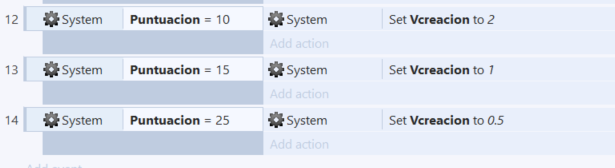 12 System Puntuacion = 10 System Set Vcreacion to 2
Add action
13 System Puntuacion = 15 System Set Vcreacion to 1
Add action
14 System Puntuacion = 25 System Set Vcreacion to 0.5
Add action
Add event